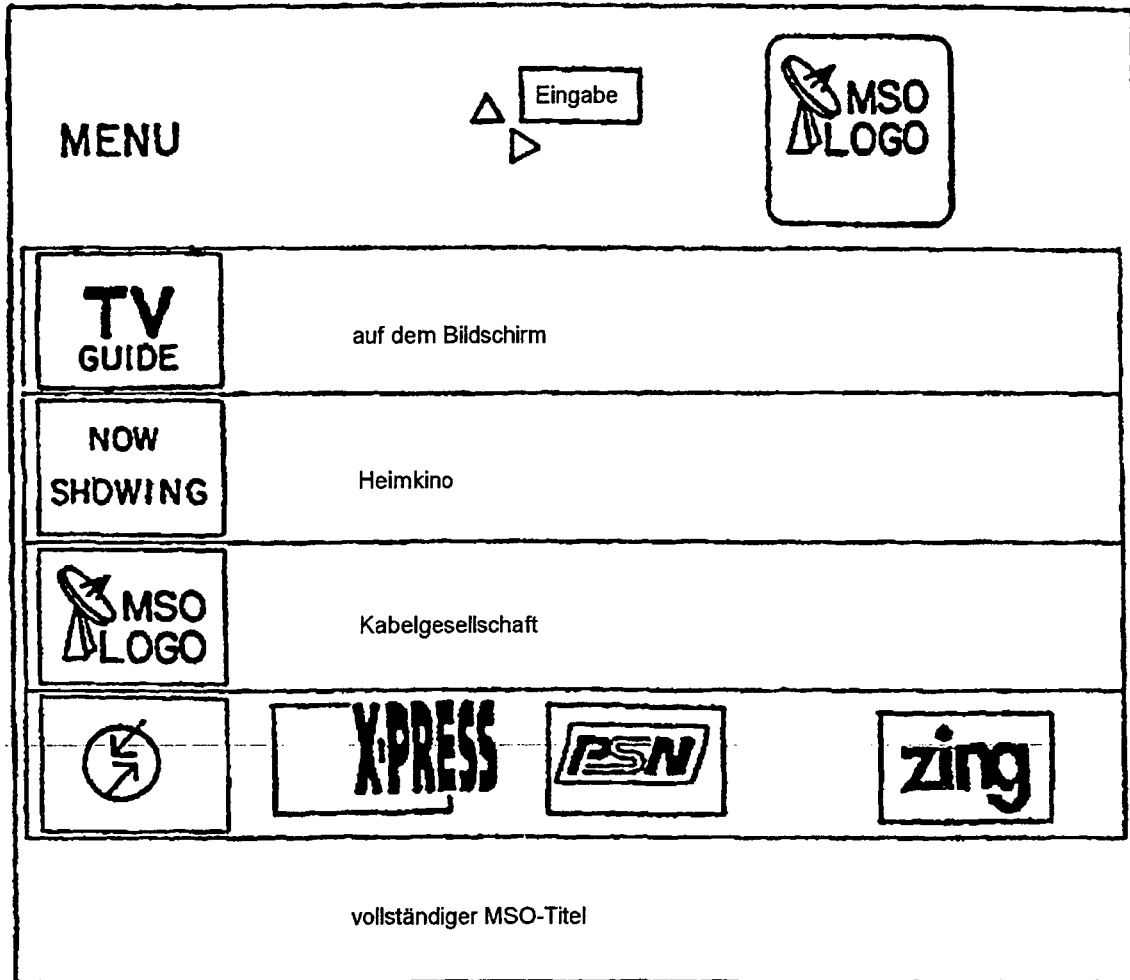 MENU
Eingabe
MSO
LOGO
TV
GUIDE
auf dem Bildschirm
NOW
SHOWING
Heimkino
MSO
LOGO
Kabelgesellschaft
X·PRESS
PSN
zing
vollständiger MSO-Titel